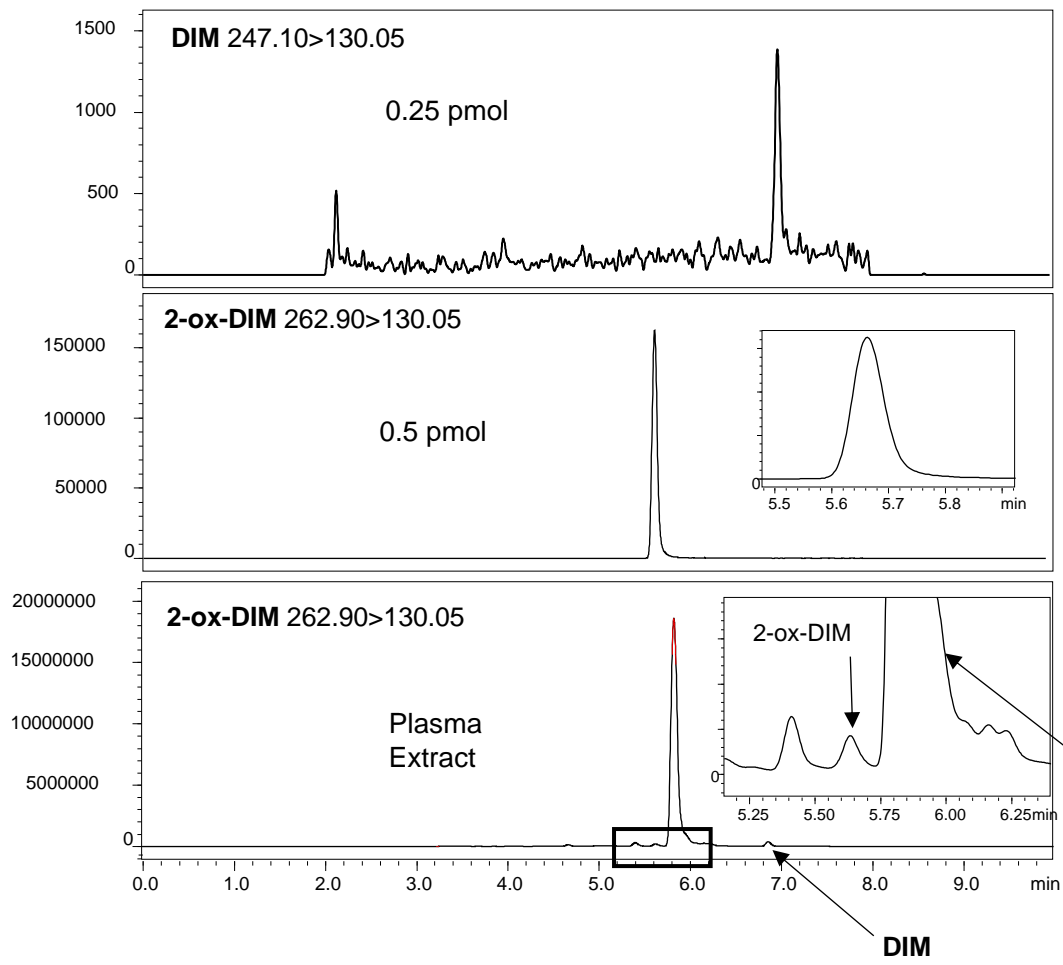 1500
1000
500
0
DIM 247.10>130.05
0.25 pmol
150000
100000
50000
0
2-ox-DIM 262.90>130.05
0.5 pmol
0
5.5 5.6 5.7 5.8 min
20000000
15000000
10000000
5000000
0
2-ox-DIM 262.90>130.05
Plasma
Extract
2-ox-DIM
0
5.25 5.50 5.75 6.00 6.25min
0.0 1.0 2.0 3.0 4.0 5.0 6.0 7.0 8.0 9.0 min
DIM